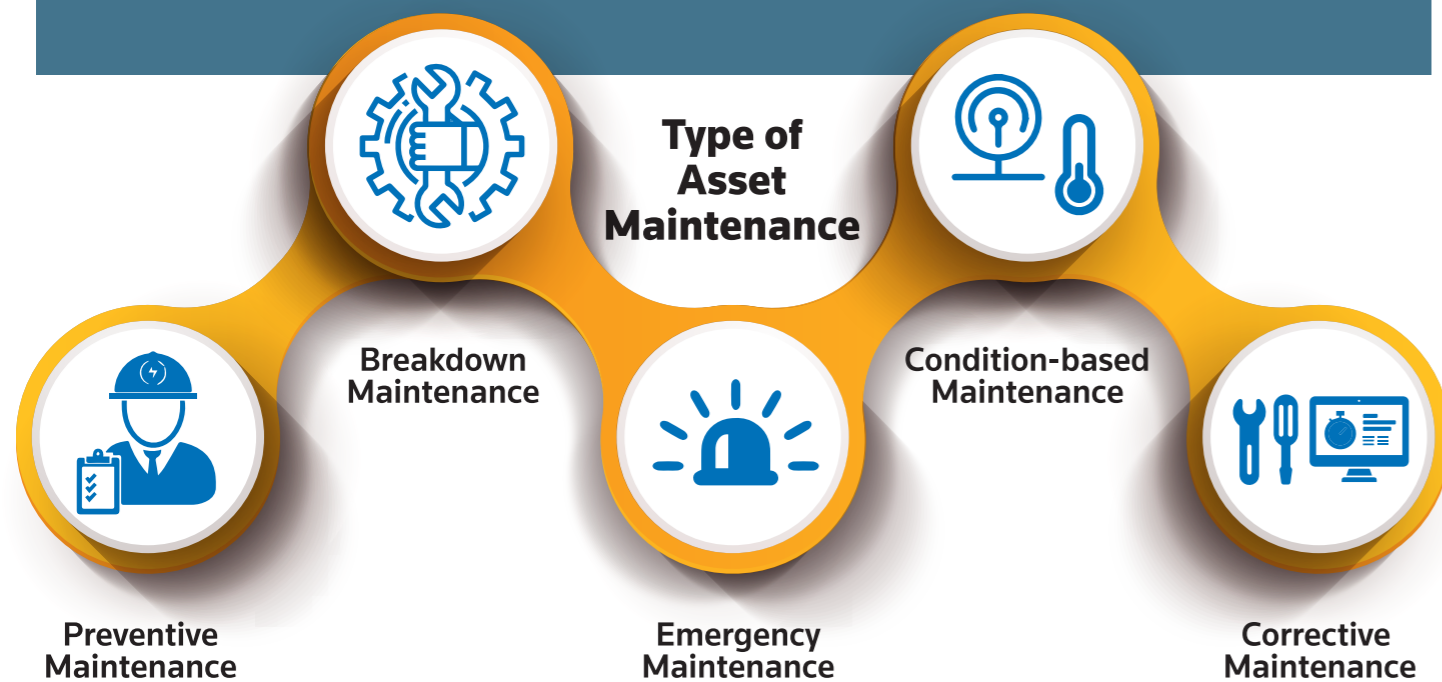 Type of
Asset
Maintenance
Breakdown
Maintenance
Condition-based
Maintenance
Preventive
Maintenance
Emergency
Maintenance
Corrective
Maintenance